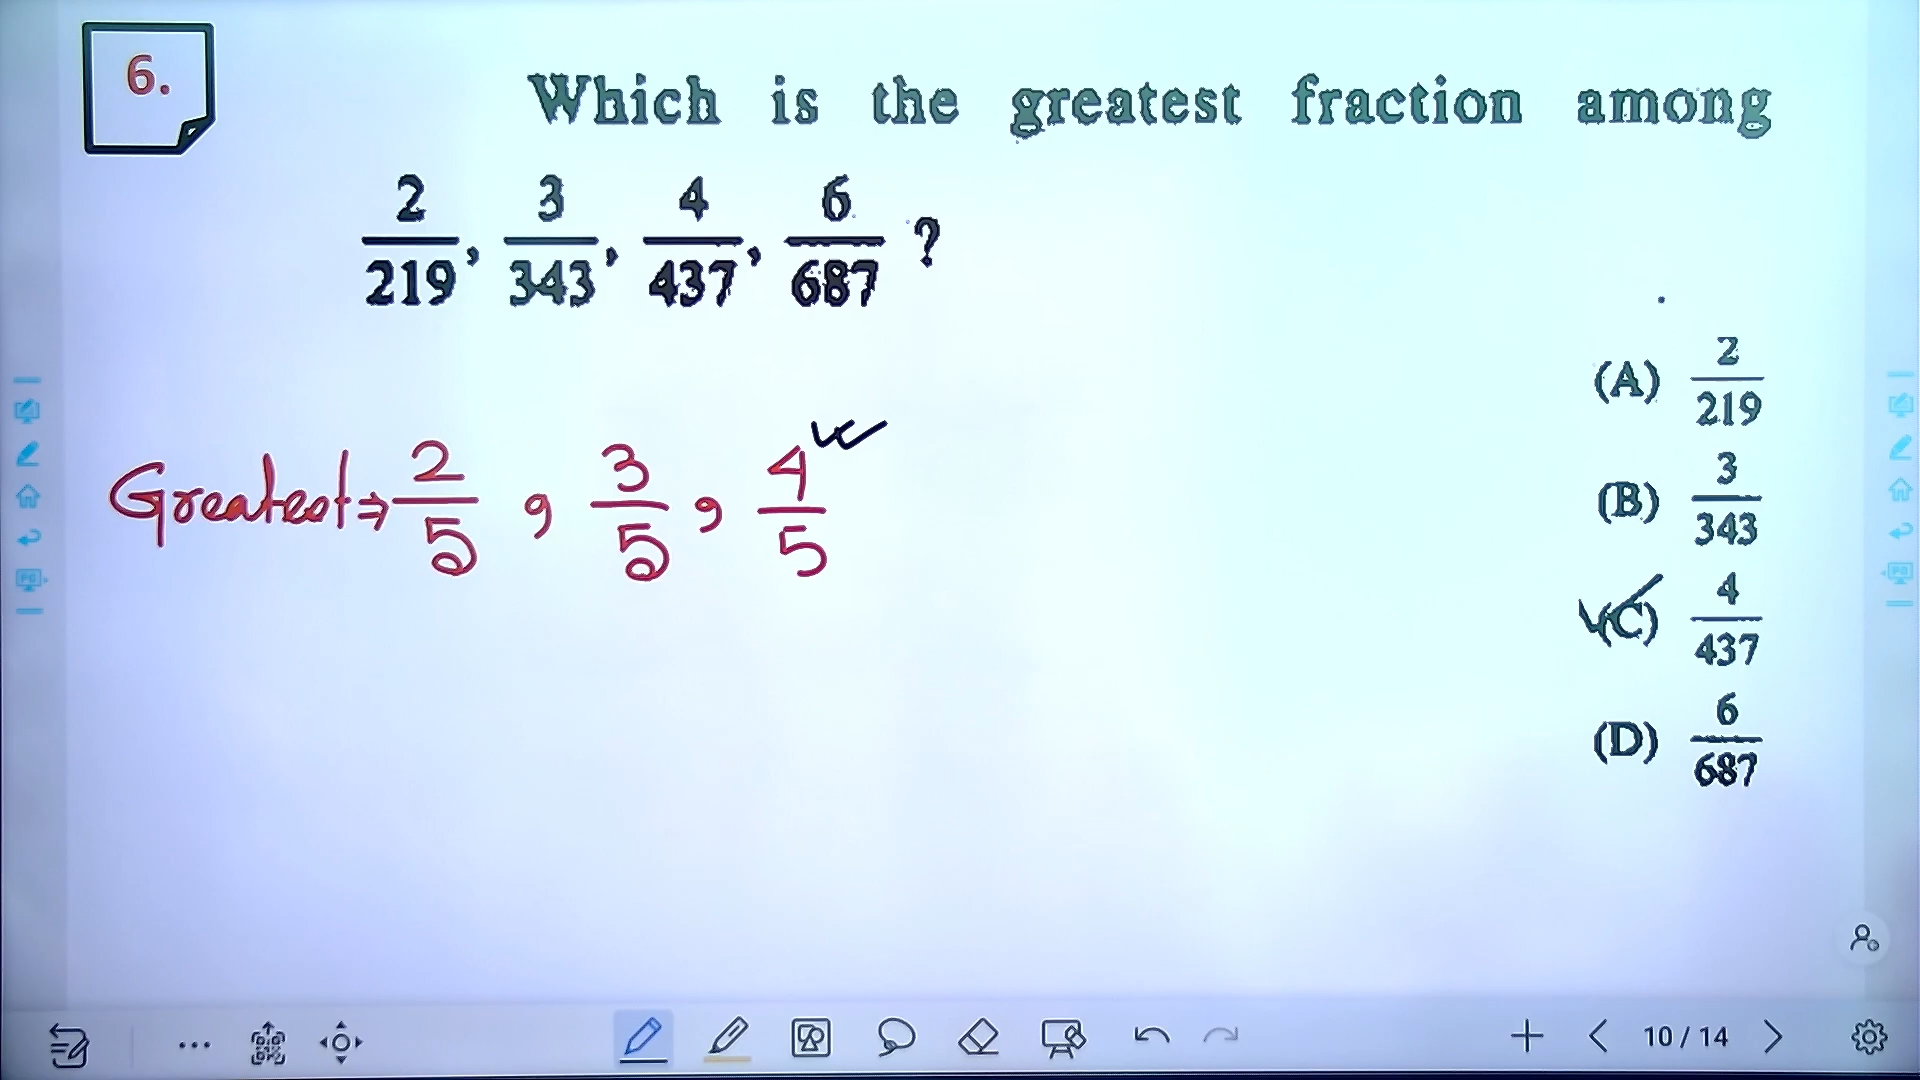 6.
Which is the greatest fraction among
2/219, 3/343, 4/437, 6/687 ?
(A) 2/219
Greatest ⇒ 2/5, 3/5, 4/5
(B) 3/343
(C) 4/437
(D) 6/687
10 / 14